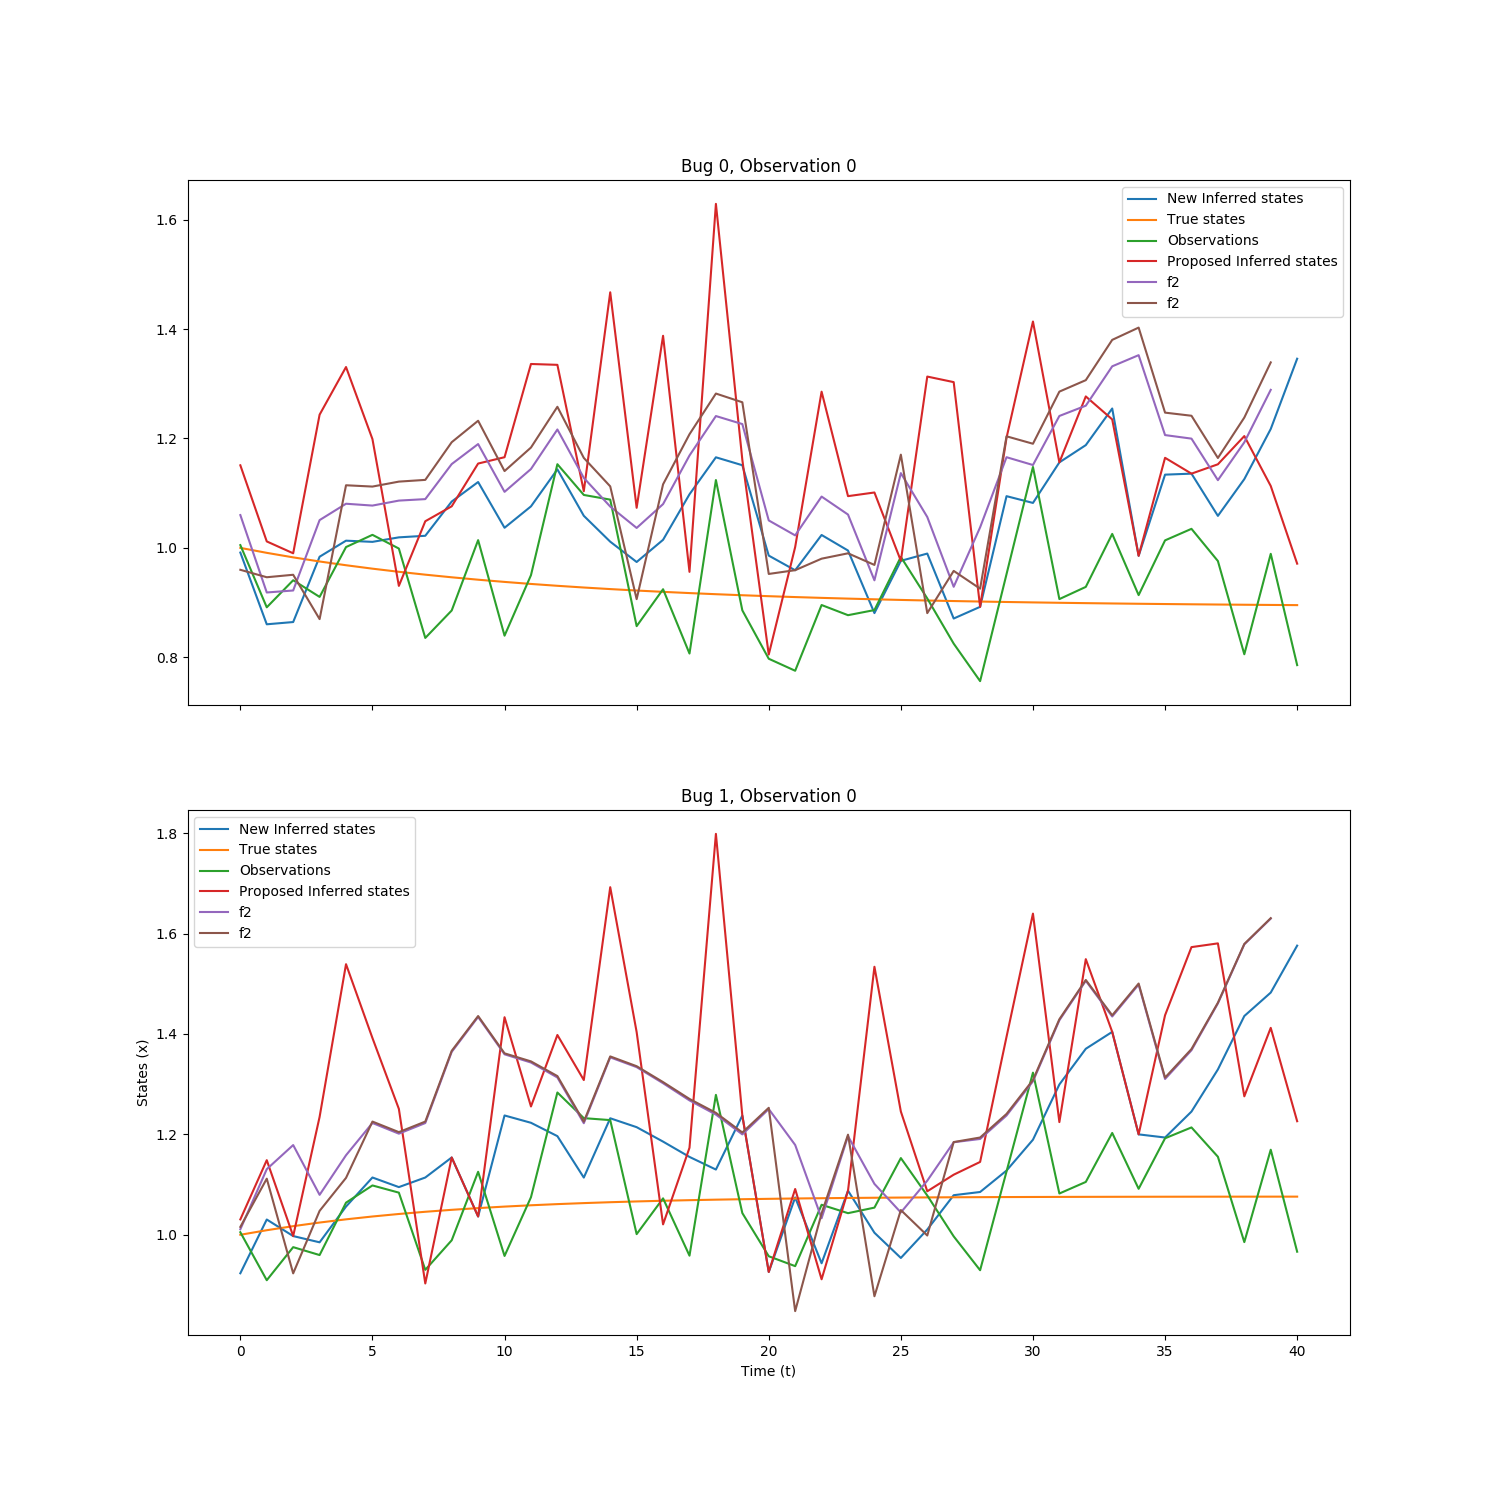 Bug 0, Observation 0
New Inferred states
True states
Observations
Proposed Inferred states
f2
f2
1.6
1.4
1.2
1.0
0.8
Bug 1, Observation 0
New Inferred states
True states
Observations
Proposed Inferred states
f2
f2
1.8
1.6
1.4
1.2
1.0
States (x)
0 5 10 15 20 25 30 35 40
Time (t)